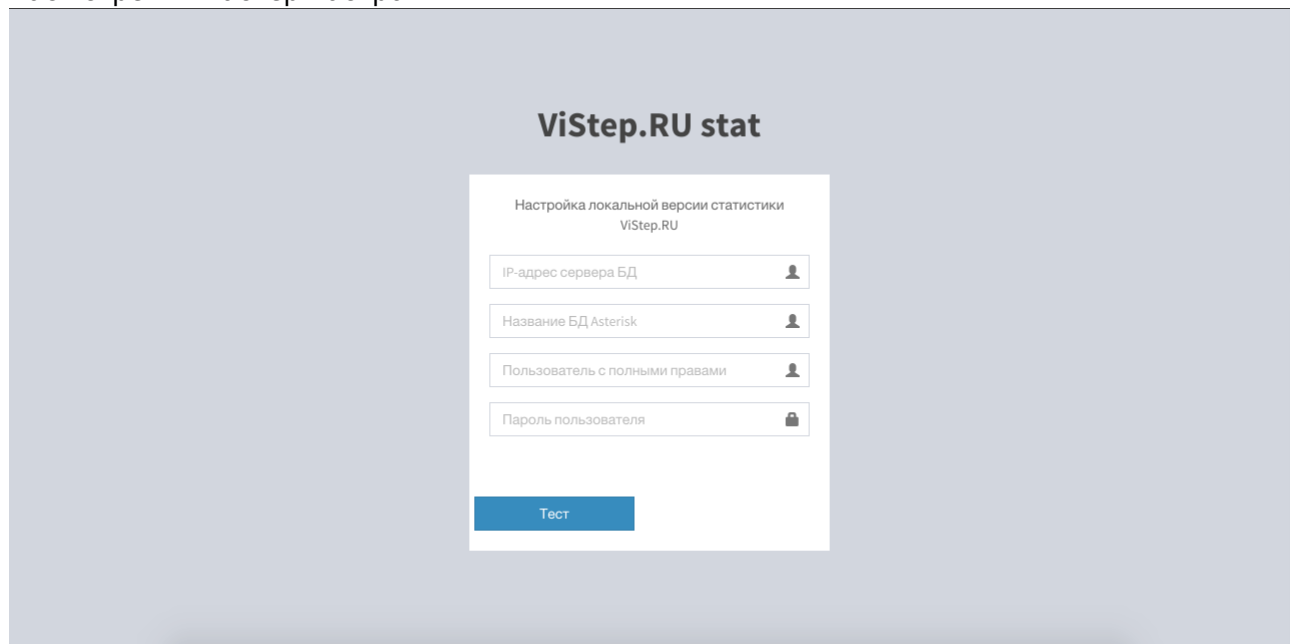 ViStep.RU stat
Настройка локальной версии статистики
ViStep.RU
IP-адрес сервера БД
Название БД Asterisk
Пользователь с полными правами
Пароль пользователя
Тест